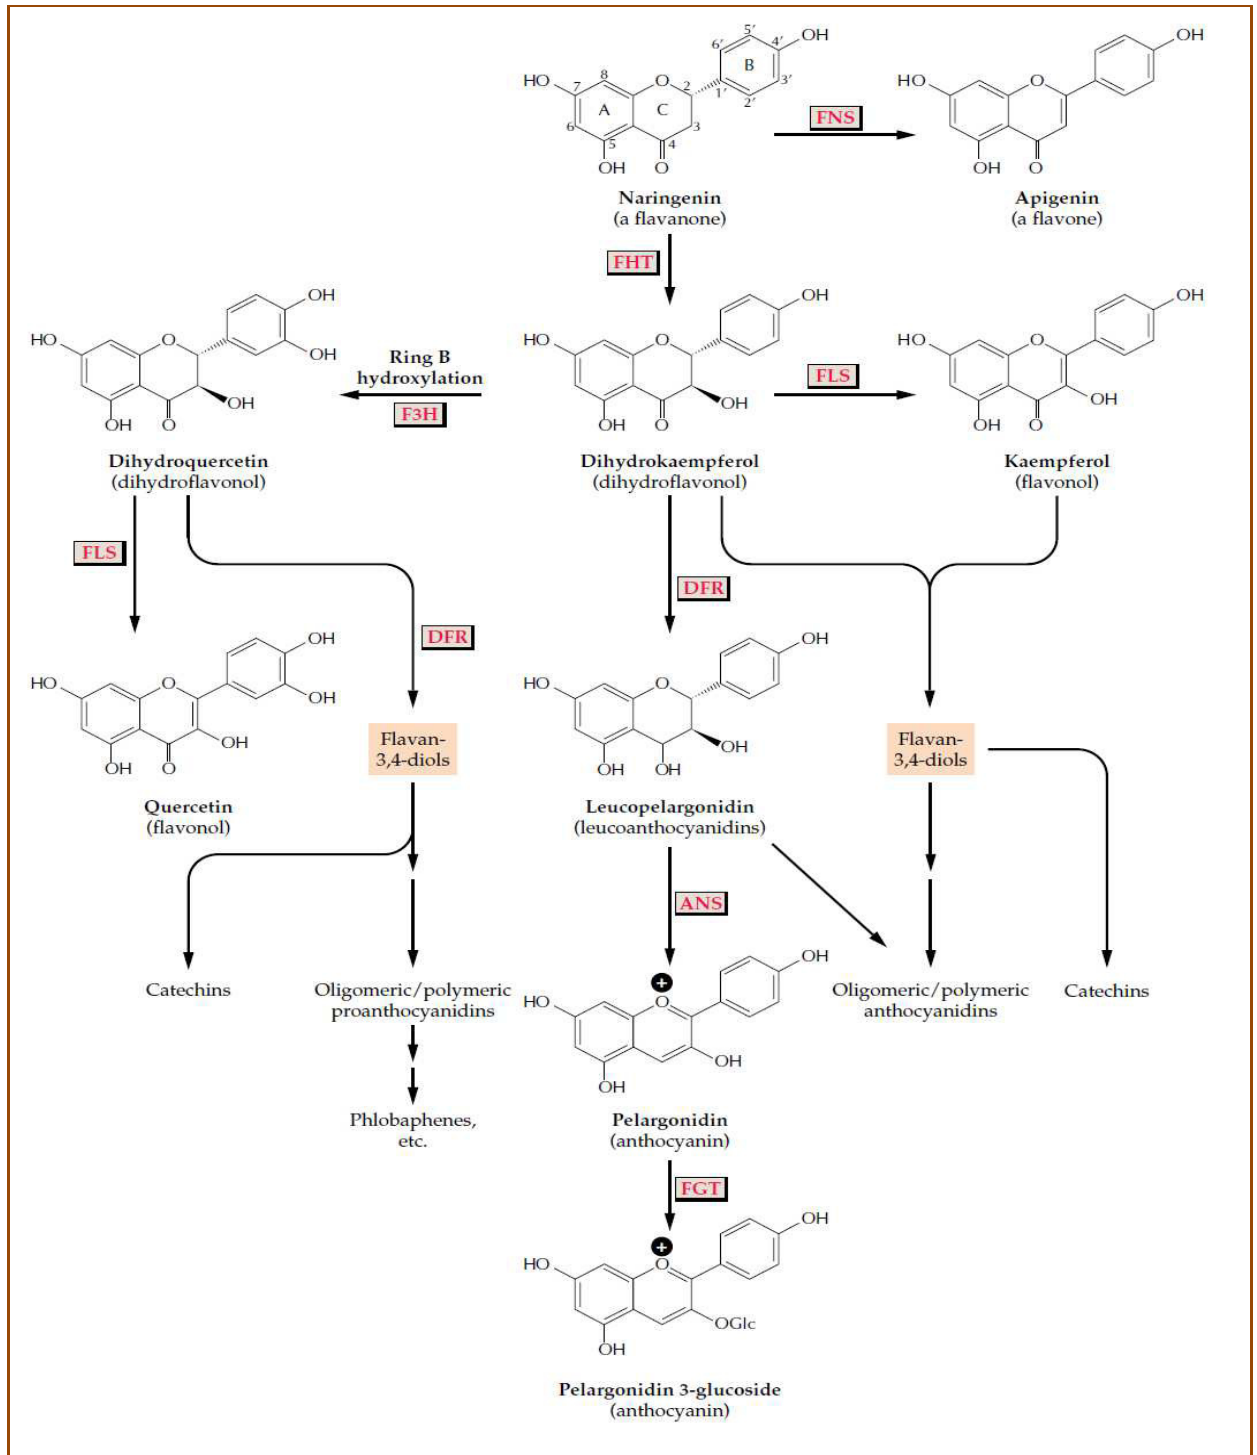 OH
5′
6′
4′
B
3′
1′
2′
HO
8
7
O
2
A
C
6
3
5
4
OH
O
Naringenin
(a flavanone)
FNS
OH
HO
O
OH
O
Apigenin
(a flavone)
FHT
OH
HO
O
OH
OH
OH
O
Dihydroquercetin
(dihydroflavonol)
Ring B
hydroxylation
F3H
OH
HO
O
OH
OH
O
Dihydrokaempferol
(dihydroflavonol)
FLS
OH
HO
O
OH
OH
O
Kaempferol
(flavonol)
FLS
DFR
DFR
OH
HO
O
OH
OH
OH
O
Quercetin
(flavonol)
Flavan-
3,4-diols
OH
HO
O
OH
OH
OH
Leucopelargonidin
(leucoanthocyanidins)
Flavan-
3,4-diols
ANS
Catechins
Oligomeric/polymeric
proanthocyanidins
Phlobaphenes,
etc.
OH
+
HO
O
OH
OH
Pelargonidin
(anthocyanin)
Oligomeric/polymeric
anthocyanidins
Catechins
FGT
OH
+
HO
O
OGlc
OH
Pelargonidin 3-glucoside
(anthocyanin)